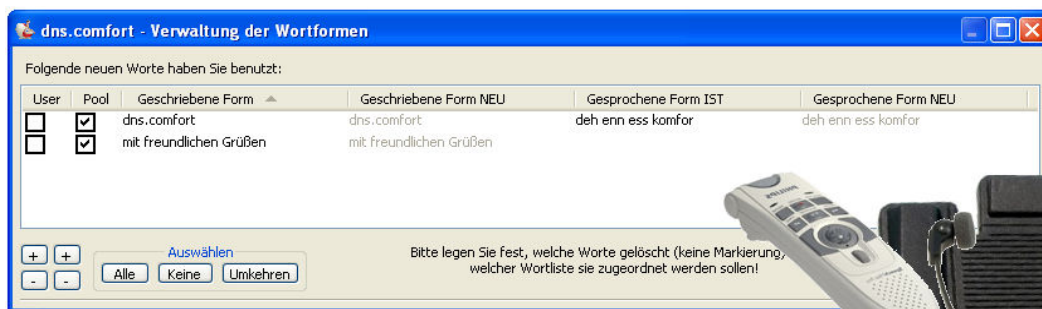 dns.comfort - Verwaltung der Wortformen
Folgende neuen Worte haben Sie benutzt:
User Pool Geschriebene Form Geschriebene Form NEU Gesprochene Form IST Gesprochene Form NEU
dns.comfort dns.comfort deh enn ess komfor deh enn ess komfor
mit freundlichen Grüßen mit freundlichen Grüßen
Auswählen
+ + Alle Keine Umkehren
- -
Bitte legen Sie fest, welche Worte gelöscht (keine Markierung)
welcher Wortliste sie zugeordnet werden sollen!
PHILIPS